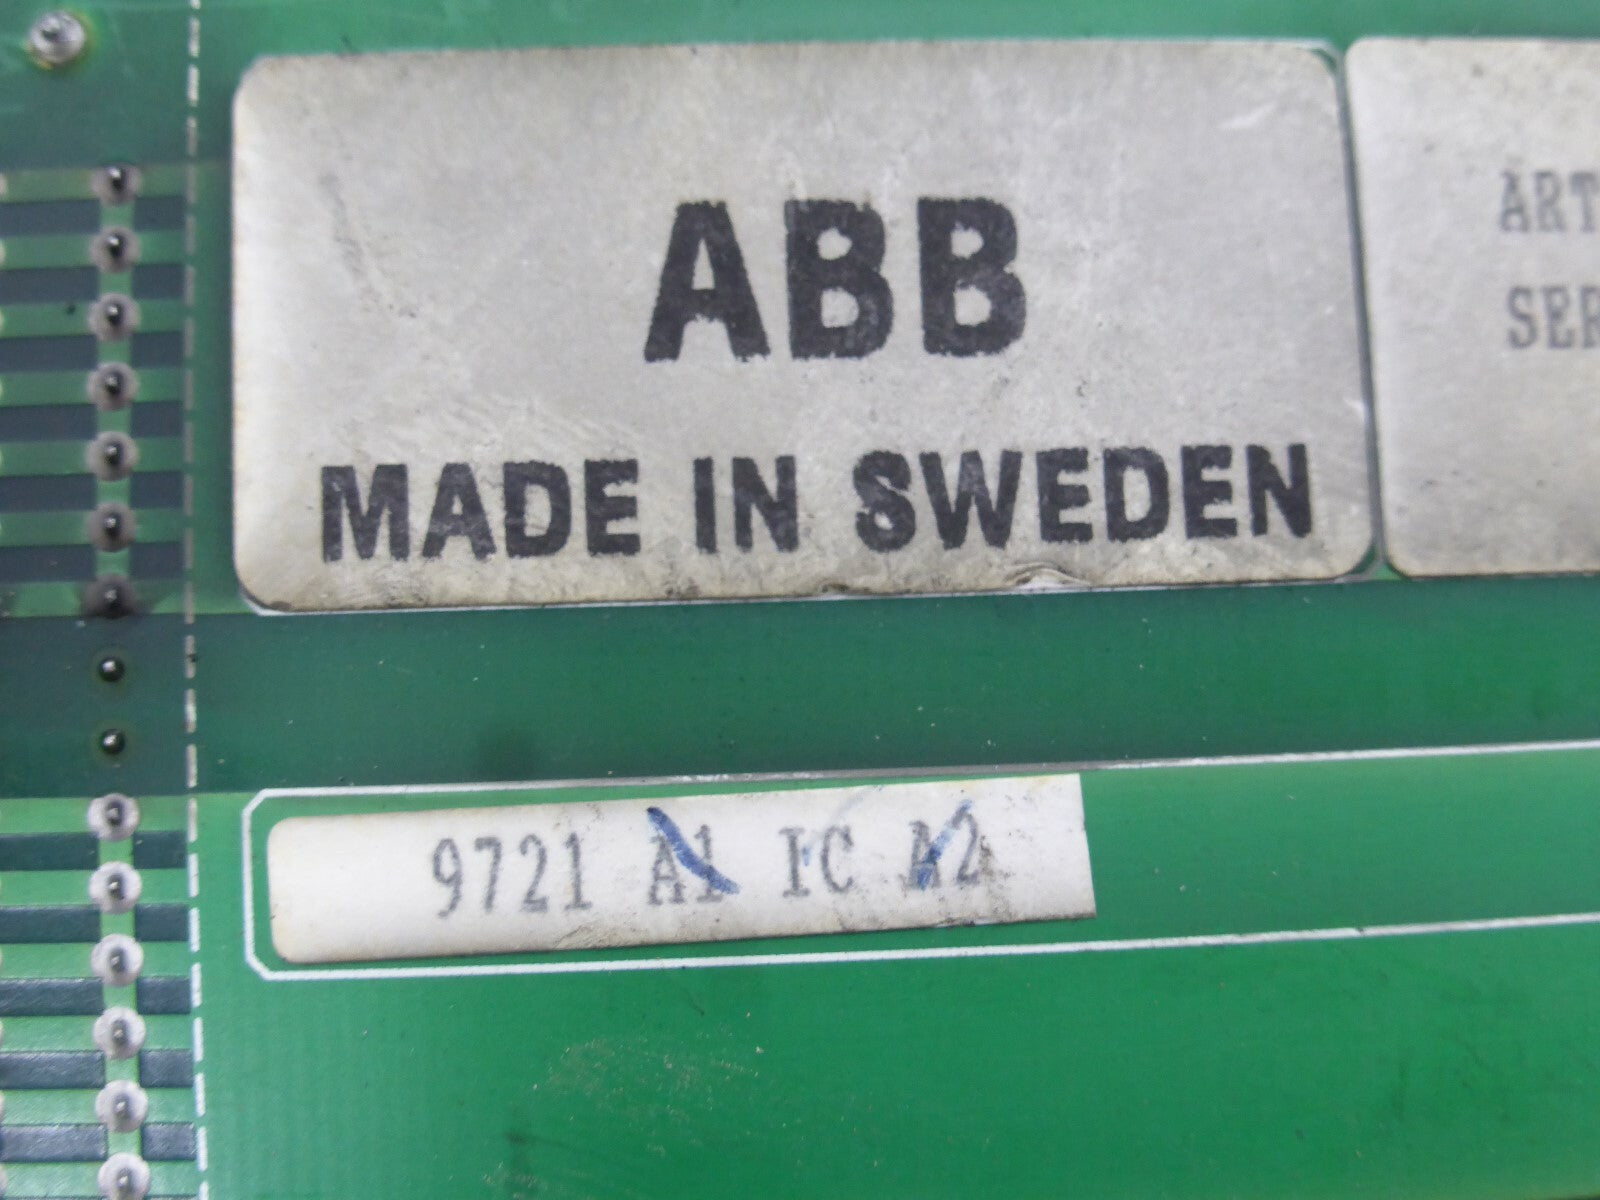 ABB
MADE IN SWEDEN
ART
SER
9721 A1 IC A2